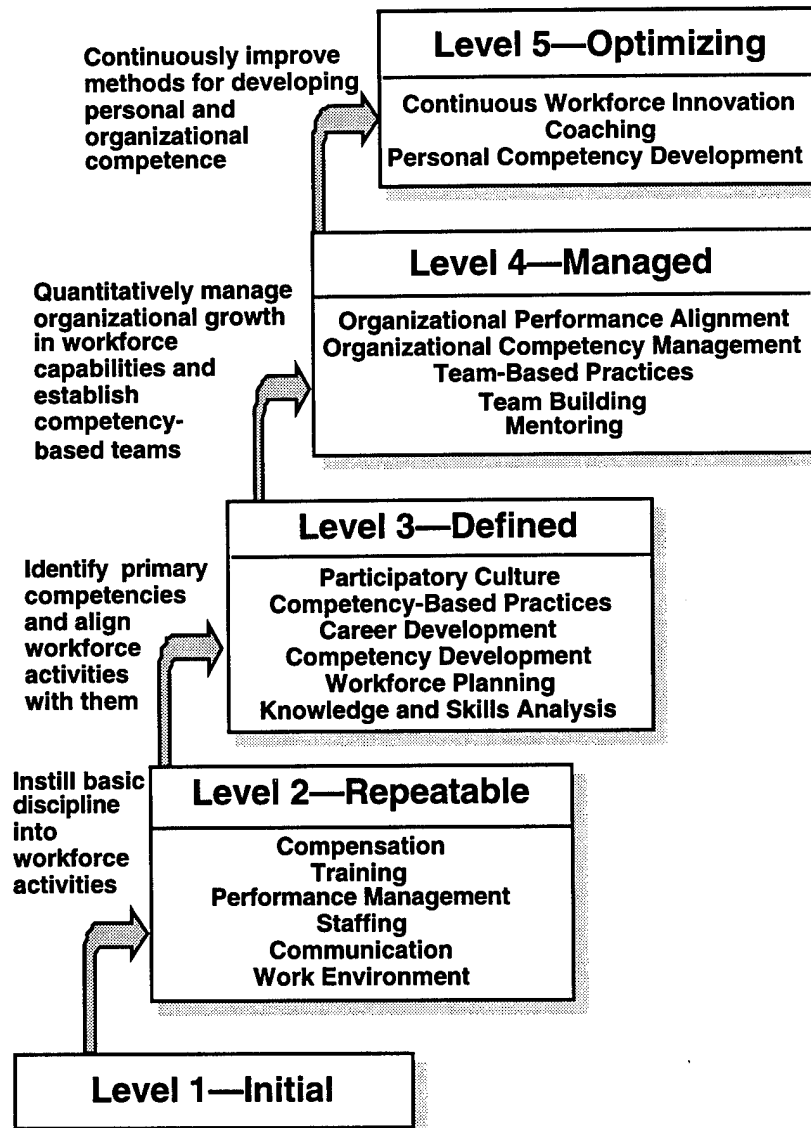 Continuously improve
methods for developing
personal and
organizational
competence
Level 5—Optimizing
Continuous Workforce Innovation
Coaching
Personal Competency Development
Quantitatively manage
organizational growth
in workforce
capabilities and
establish
competency-
based teams
Level 4—Managed
Organizational Performance Alignment
Organizational Competency Management
Team-Based Practices
Team Building
Mentoring
Identify primary
competencies
and align
workforce
activities
with them
Level 3—Defined
Participatory Culture
Competency-Based Practices
Career Development
Competency Development
Workforce Planning
Knowledge and Skills Analysis
Instill basic
discipline
into
workforce
activities
Level 2—Repeatable
Compensation
Training
Performance Management
Staffing
Communication
Work Environment
Level 1—Initial